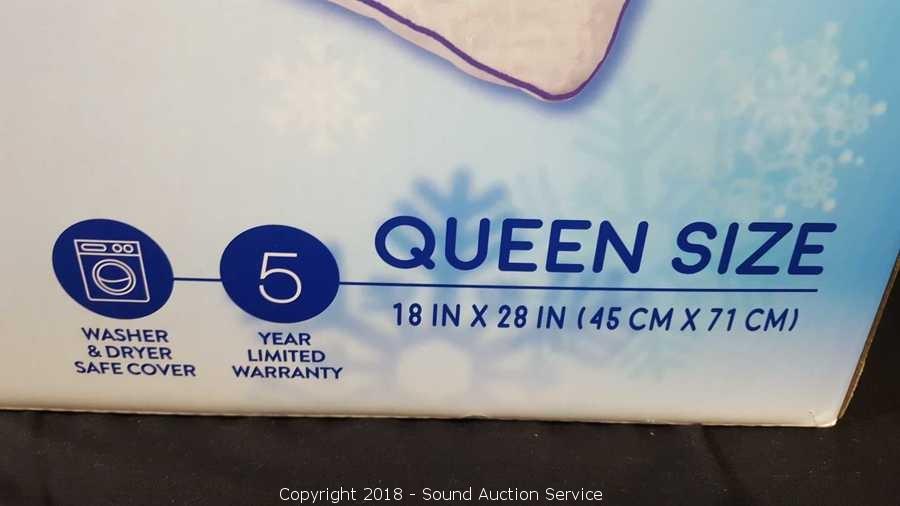 QUEEN SIZE
18 IN X 28 IN (45 CM X 71 CM)
5
WASHER
& DRYER
SAFE COVER
YEAR
LIMITED
WARRANTY
Copyright 2018 - Sound Auction Service